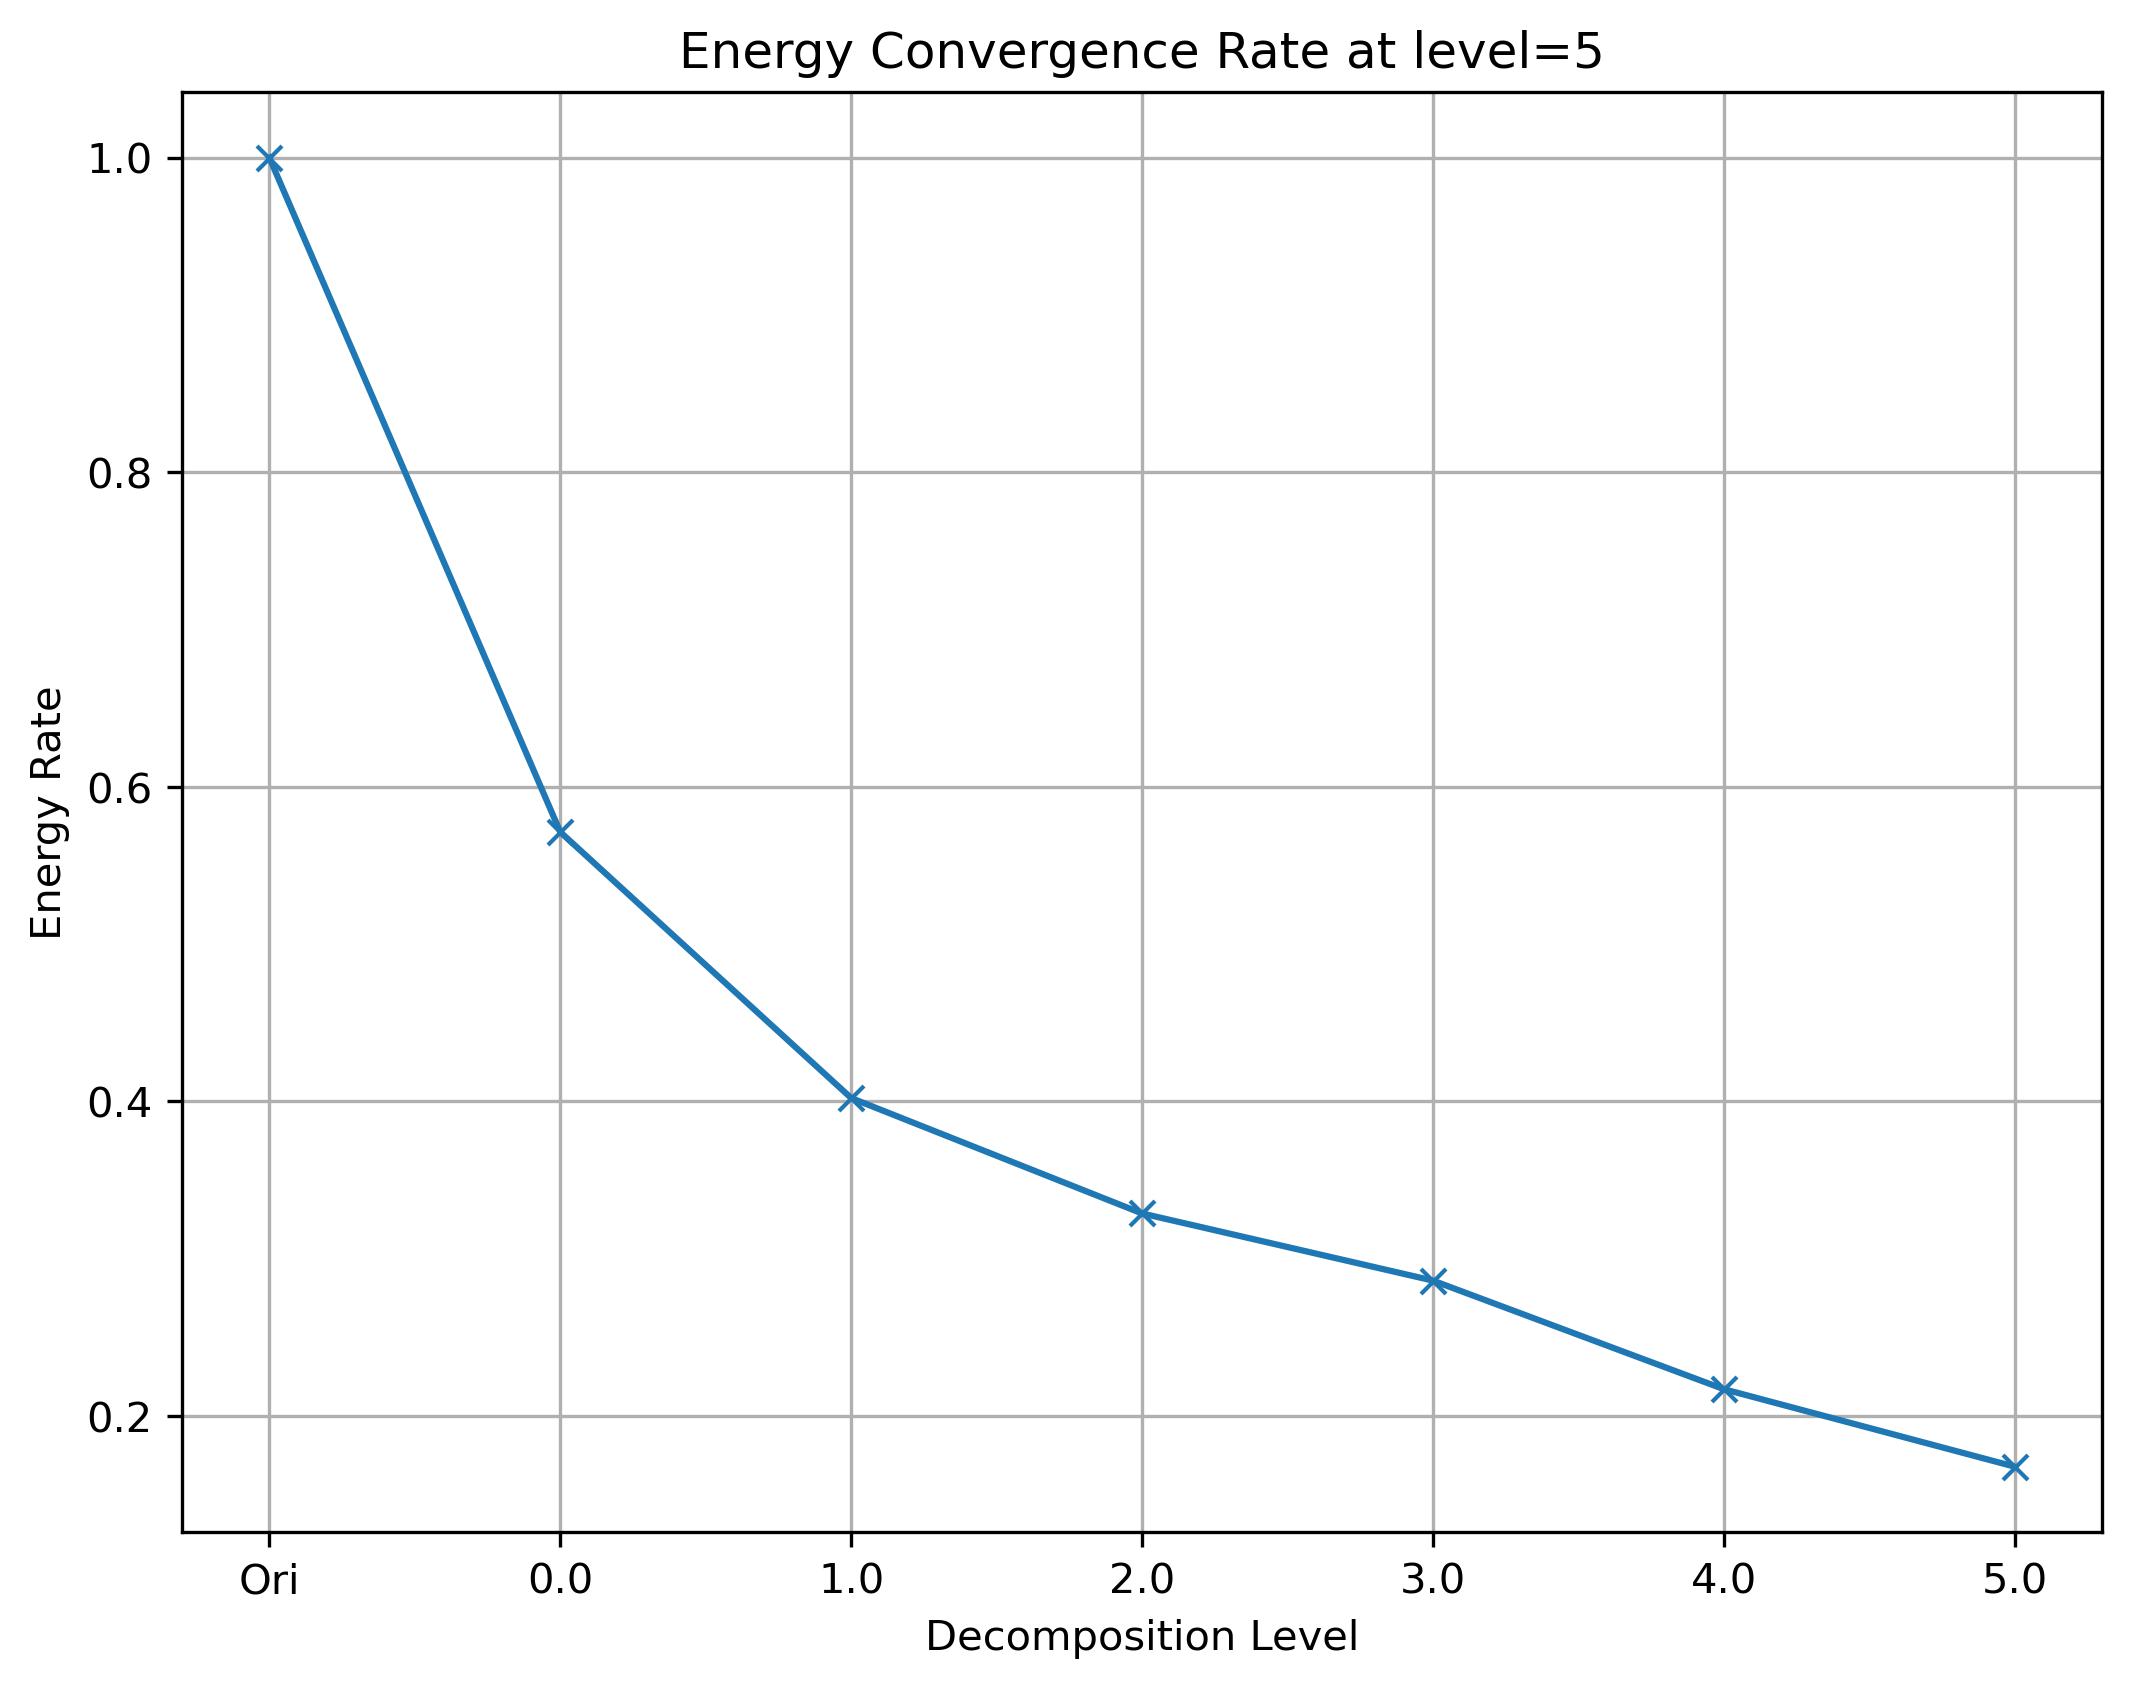 Energy Convergence Rate at level=5
1.0
0.8
0.6
0.4
0.2
Energy Rate
Ori 0.0 1.0 2.0 3.0 4.0 5.0
Decomposition Level